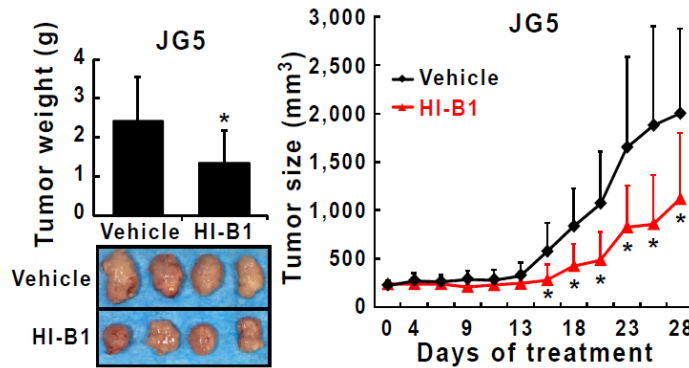 JG5
Tumor weight (g)
4
3
2
1
0
*
Vehicle HI-B1
Vehicle
HI-B1
JG5
Tumor size (mm³)
3,000
2,500
2,000
1,500
1,000
500
0
Vehicle
HI-B1
* * * * * *
0 4 9 13 18 23 28
Days of treatment